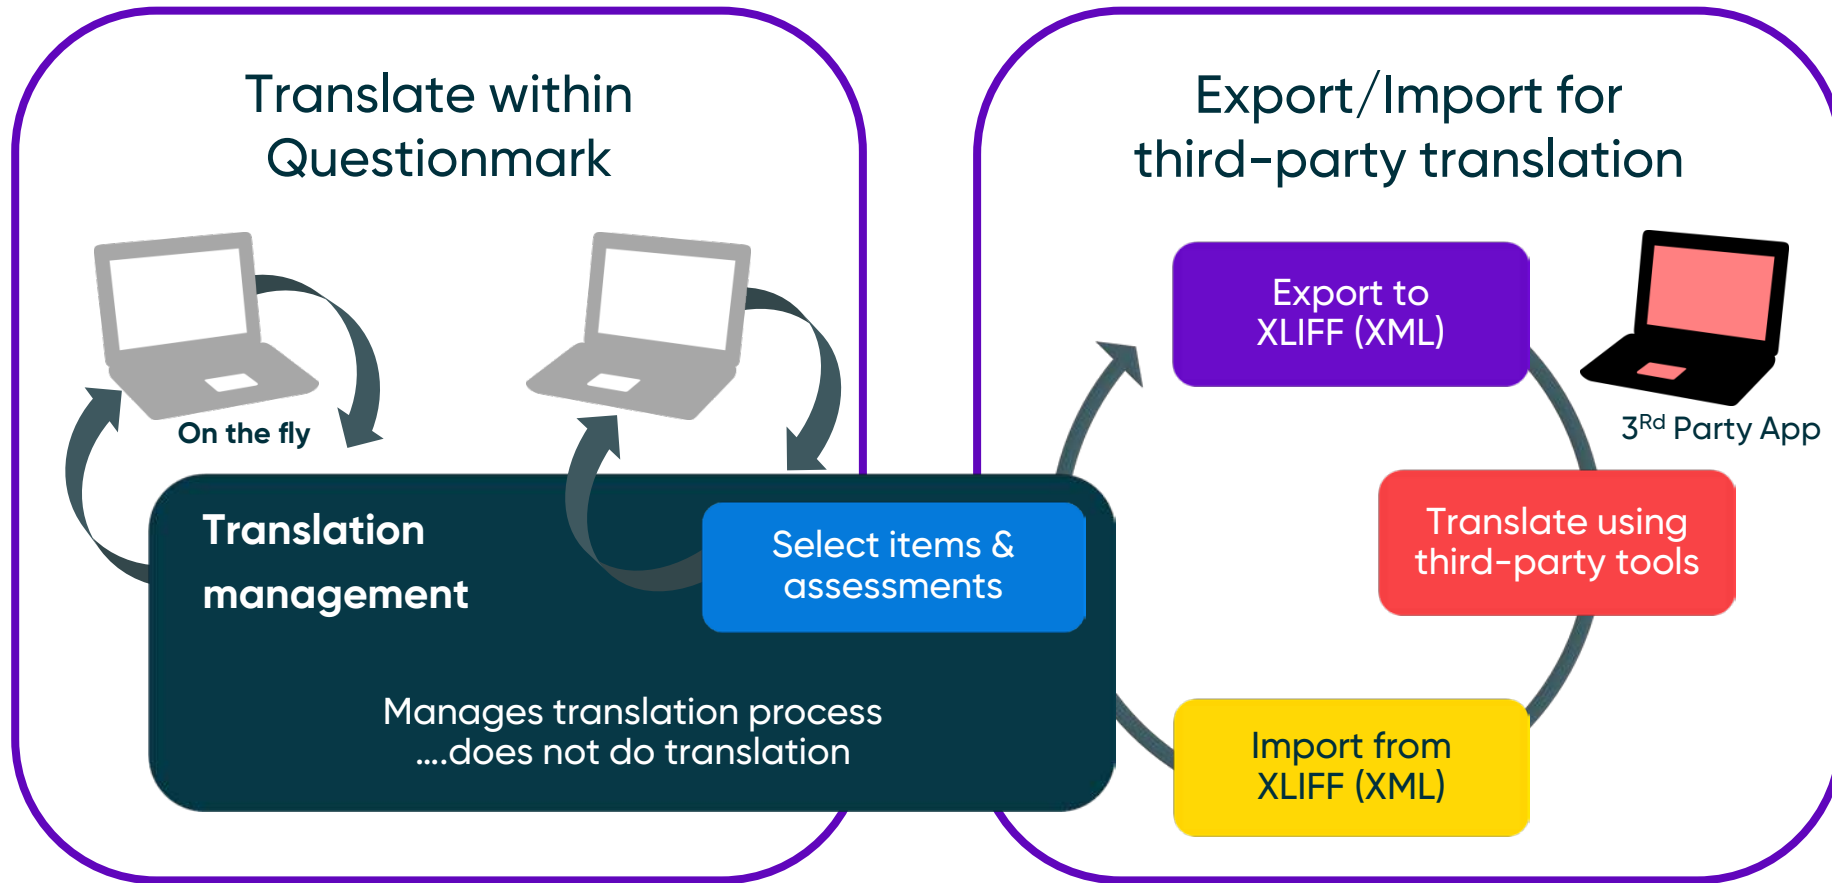 Translate within
Questionmark
On the fly
Translation
management
Select items &
assessments
Manages translation process
....does not do translation
Export/Import for
third-party translation
Export to
XLIFF (XML)
3Rd Party App
Translate using
third-party tools
Import from
XLIFF (XML)